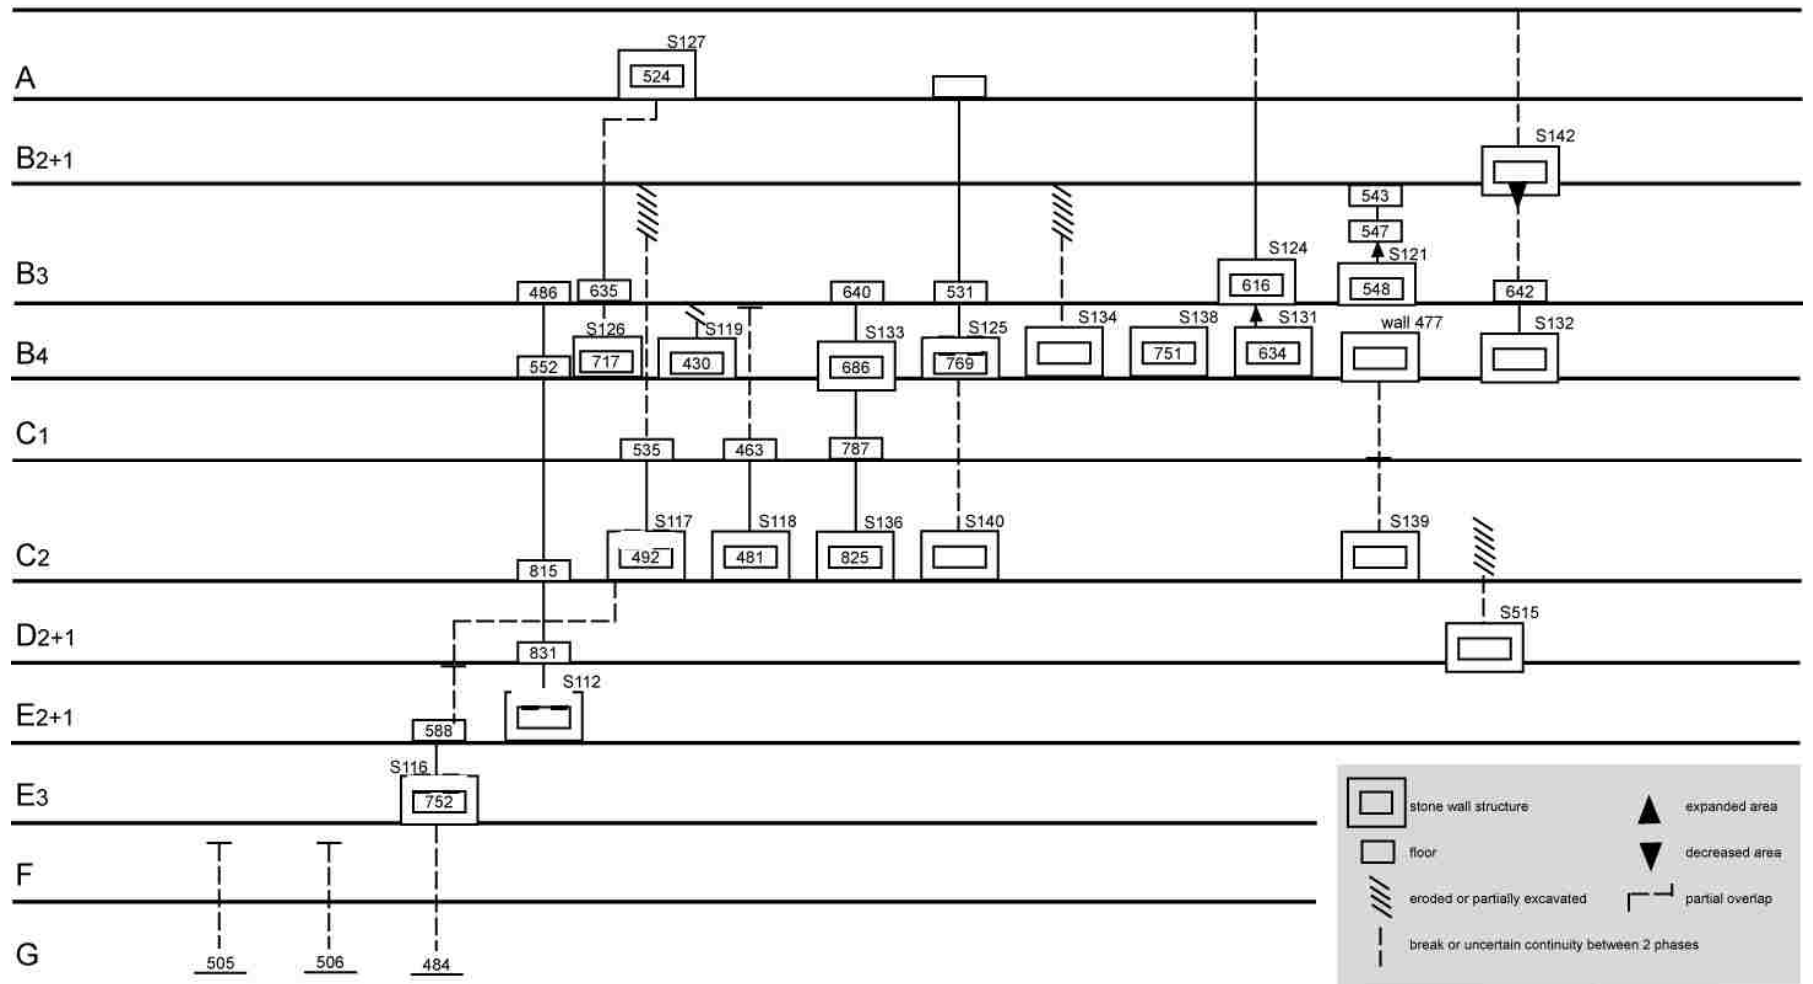 S127
A
524
B2+1
S142
543
547
S124
S121
B3
486
635
640
531
616
548
642
S126
S119
S133
S125
S134
S138
S131
wall 477
S132
B4
552
717
430
686
769
751
634
C1
535
463
787
S117
S118
S136
S140
S139
C2
815
492
481
825
S515
D2+1
831
S112
E2+1
588
S116
E3
752
stone wall structure
expanded area
floor
decreased area
F
eroded or partially excavated
partial overlap
break or uncertain continuity between 2 phases
G
505
506
484